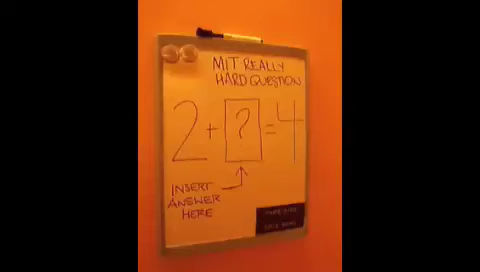 MIT REALLY
HARD QUESTION
2 + ? = 4
INSERT
ANSWER
HERE